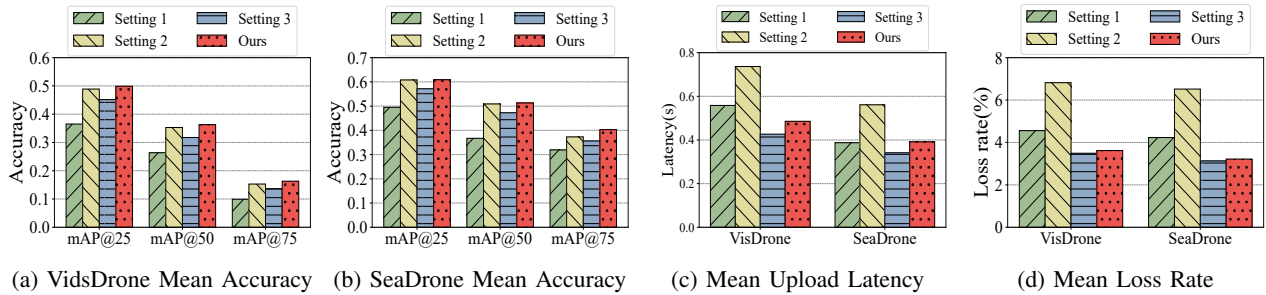 Setting 1
Setting 3
Setting 2
Ours
Accuracy
0.6
0.5
0.4
0.3
0.2
0.1
0.0
mAP@25
mAP@50
mAP@75
(a) VidsDrone Mean Accuracy
Setting 1
Setting 3
Setting 2
Ours
Accuracy
0.7
0.6
0.5
0.4
0.3
0.2
0.1
0.0
mAP@25
mAP@50
mAP@75
(b) SeaDrone Mean Accuracy
Setting 1
Setting 3
Setting 2
Ours
Latency(s)
0.8
0.6
0.4
0.2
0.0
VisDrone
SeaDrone
(c) Mean Upload Latency
Setting 1
Setting 3
Setting 2
Ours
Loss rate(%)
8
6
4
2
0
VisDrone
SeaDrone
(d) Mean Loss Rate